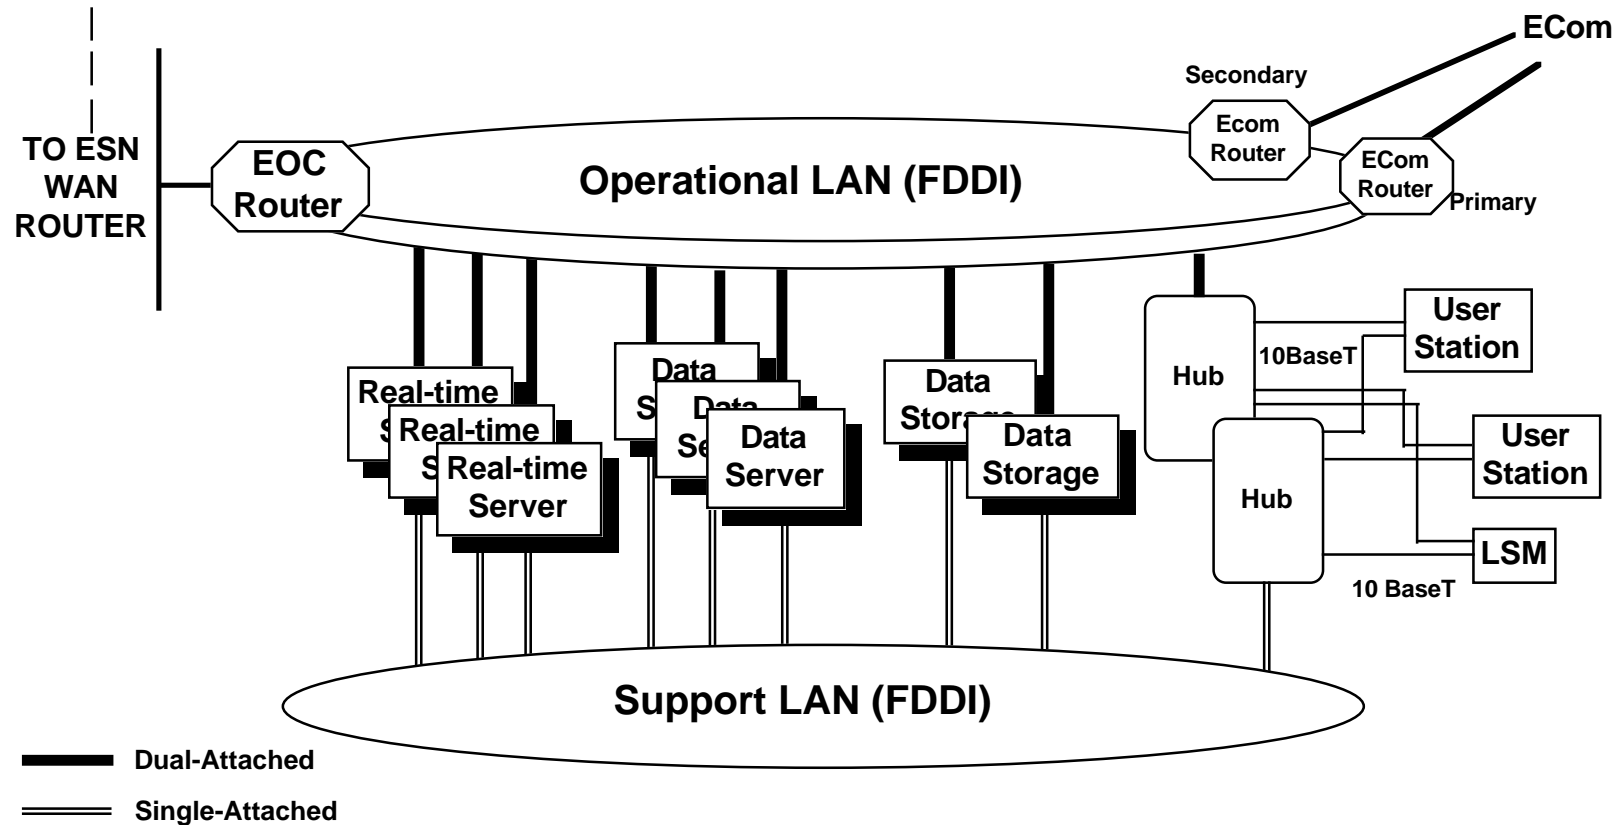 ECom
Secondary
Ecom
Router
TO ESN
WAN
ROUTER
EOC
Router
Operational LAN (FDDI)
ECom
Router
Primary
User
Station
10BaseT
Hub
Real-time
S
Real-time
S
Real-time
Server
Data
S
Data
Se
Data
Server
Data
Storage
Data
Storage
User
Station
Hub
LSM
10 BaseT
Support LAN (FDDI)
Dual-Attached
Single-Attached